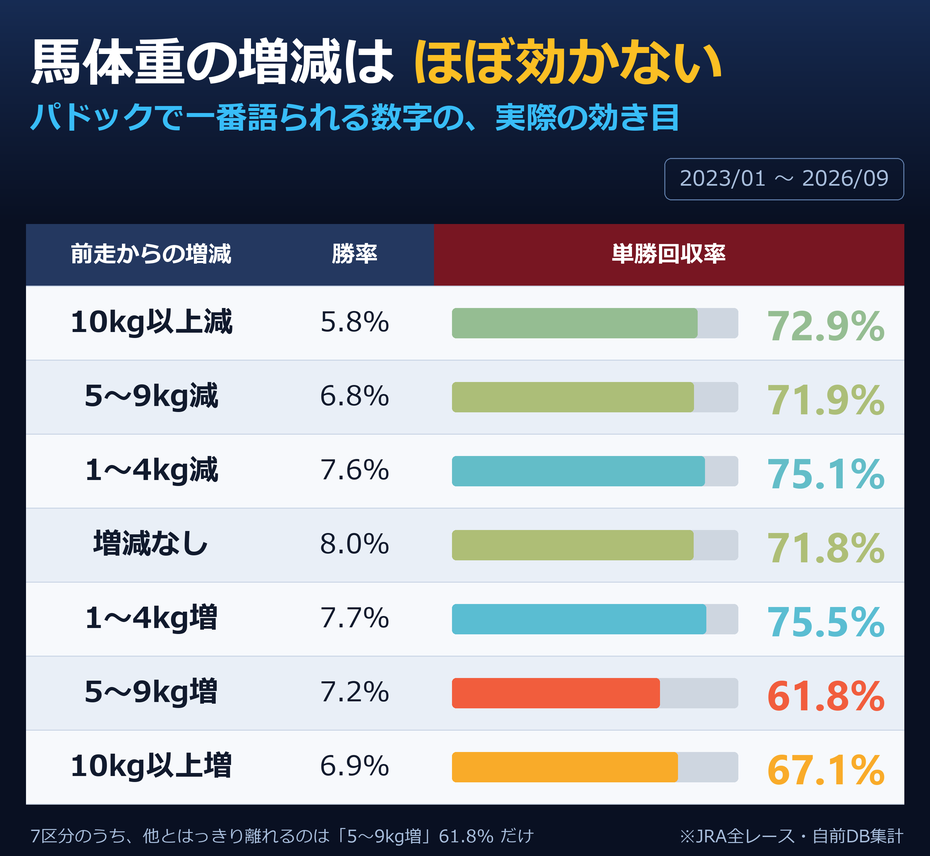 馬体重の増減は ほぼ効かない
パドックで一番語られる数字の、実際の効き目
2023/01 〜 2026/09
前走からの増減 勝率 単勝回収率
10kg以上減 5.8% 72.9%
5〜9kg減 6.8% 71.9%
1〜4kg減 7.6% 75.1%
増減なし 8.0% 71.8%
1〜4kg増 7.7% 75.5%
5〜9kg増 7.2% 61.8%
10kg以上増 6.9% 67.1%
7区分のうち、他とはっきり離れるのは「5〜9kg増」61.8% だけ ※JRA全レース・自前DB集計